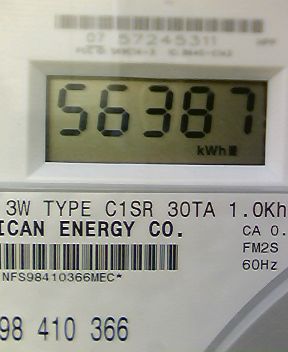 07 57245311
56387
kWh
3W TYPE C1SR 30TA 1.0Kh
ICAN ENERGY CO.
CA 0.
FM2S
60Hz
NFS98410366MEC*
98 410 366